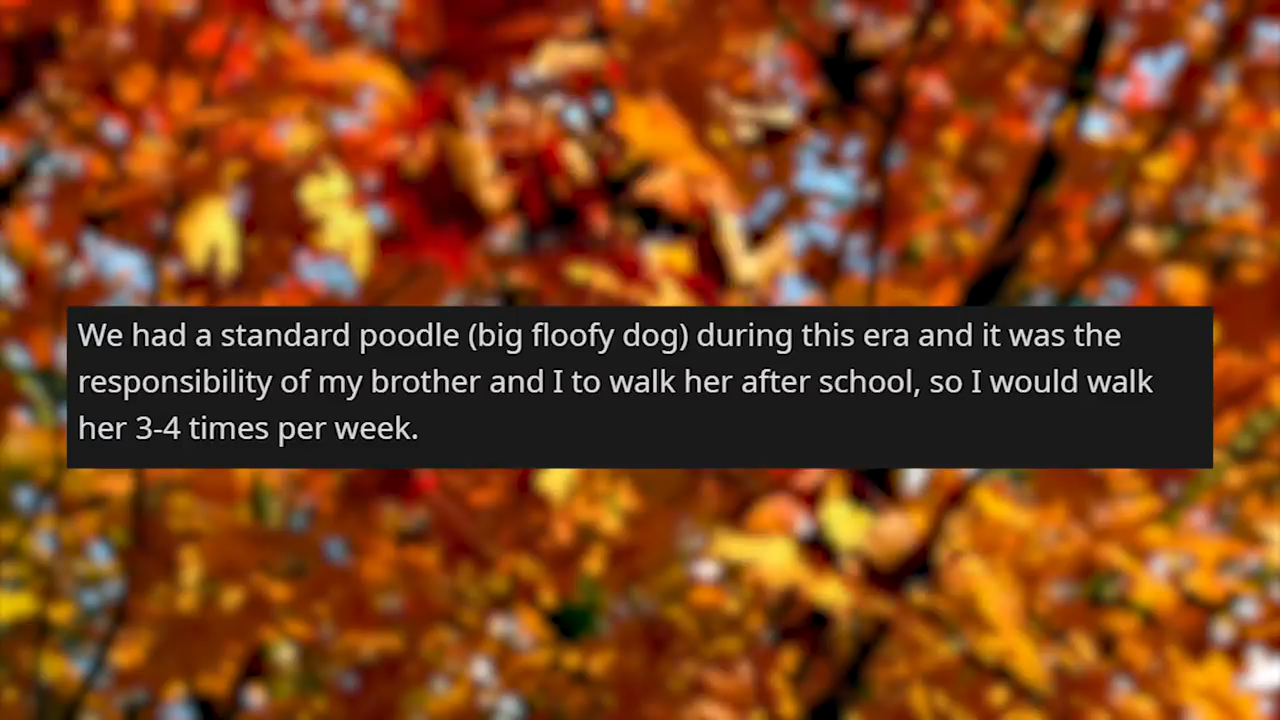 We had a standard poodle (big floofy dog) during this era and it was the
responsibility of my brother and I to walk her after school, so I would walk
her 3-4 times per week.